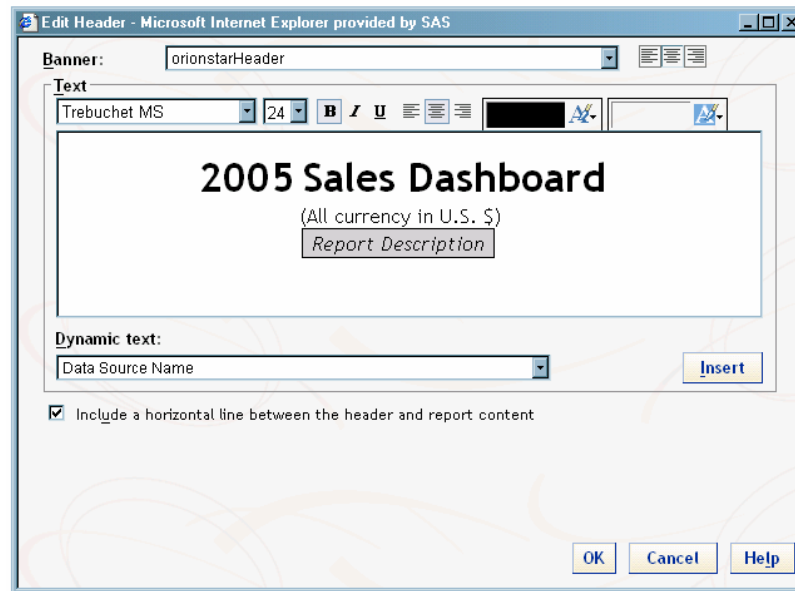 Edit Header - Microsoft Internet Explorer provided by SAS
Banner: orionstarHeader
Text
Trebuchet MS 24 B I U
2005 Sales Dashboard
(All currency in U.S. $)
Report Description
Dynamic text:
Data Source Name Insert
Include a horizontal line between the header and report content
OK Cancel Help